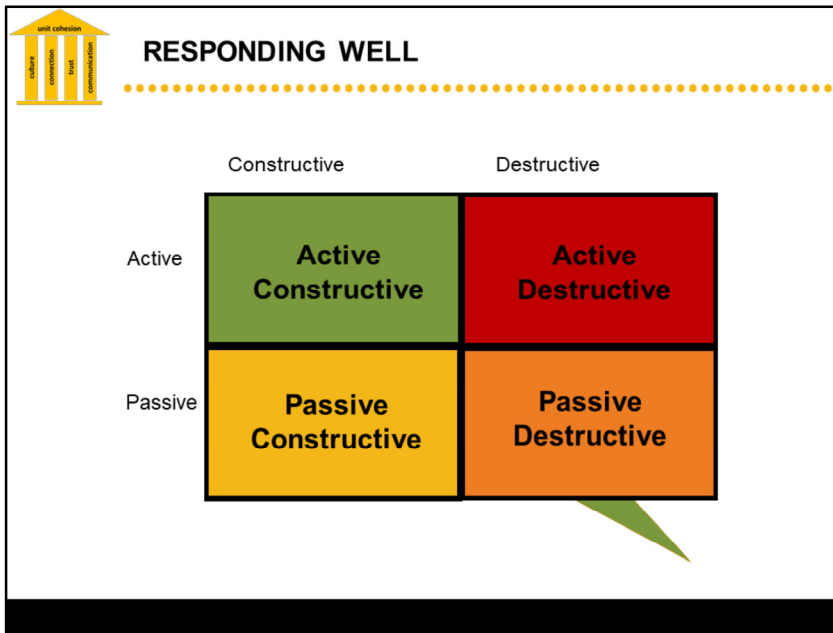 unit cohesion
culture
connection
trust
communication
RESPONDING WELL
Constructive
Destructive
Active
Active
Constructive
Active
Destructive
Passive
Passive
Constructive
Passive
Destructive